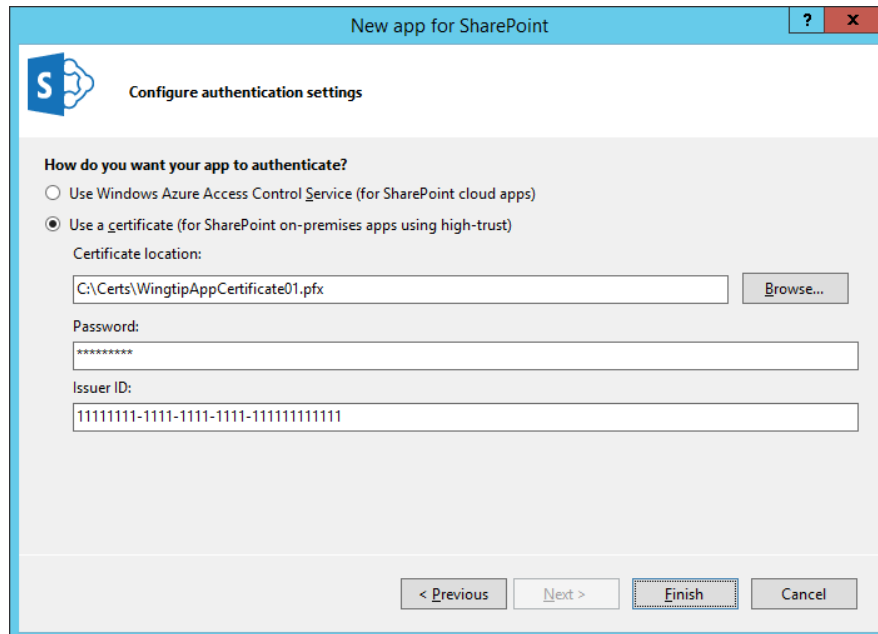 New app for SharePoint
? x
S
Configure authentication settings
How do you want your app to authenticate?
Use Windows Azure Access Control Service (for SharePoint cloud apps)
Use a certificate (for SharePoint on-premises apps using high-trust)
Certificate location:
C:\Certs\WingtipAppCertificate01.pfx Browse...
Password:
*********
Issuer ID:
11111111-1111-1111-1111-111111111111
< Previous Next > Finish Cancel